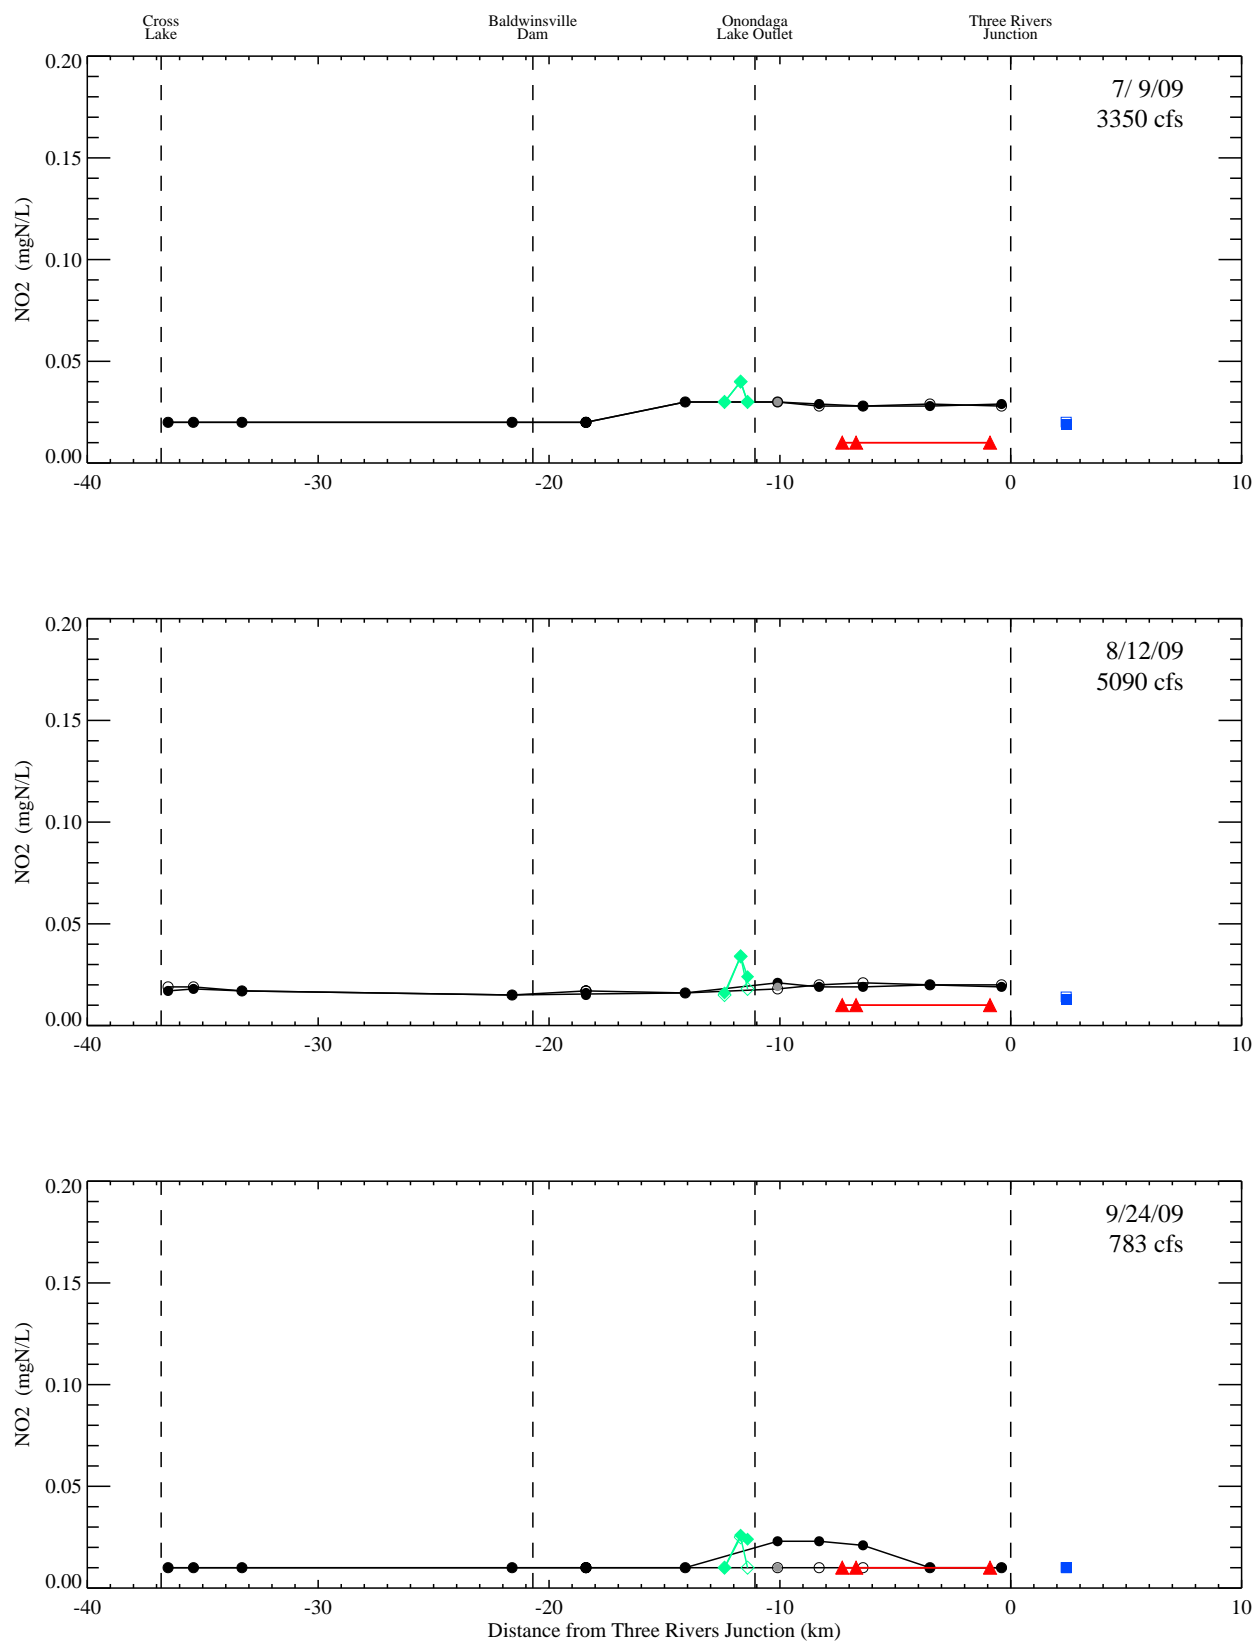 Cross Lake
Baldwinsville Dam
Onondaga Lake Outlet
Three Rivers Junction
7/ 9/09
3350 cfs
NO2 (mgN/L)
0.20
0.15
0.10
0.05
0.00
-40 -30 -20 -10 0 10
8/12/09
5090 cfs
NO2 (mgN/L)
0.20
0.15
0.10
0.05
0.00
-40 -30 -20 -10 0 10
9/24/09
783 cfs
NO2 (mgN/L)
0.20
0.15
0.10
0.05
0.00
-40 -30 -20 -10 0 10
Distance from Three Rivers Junction (km)